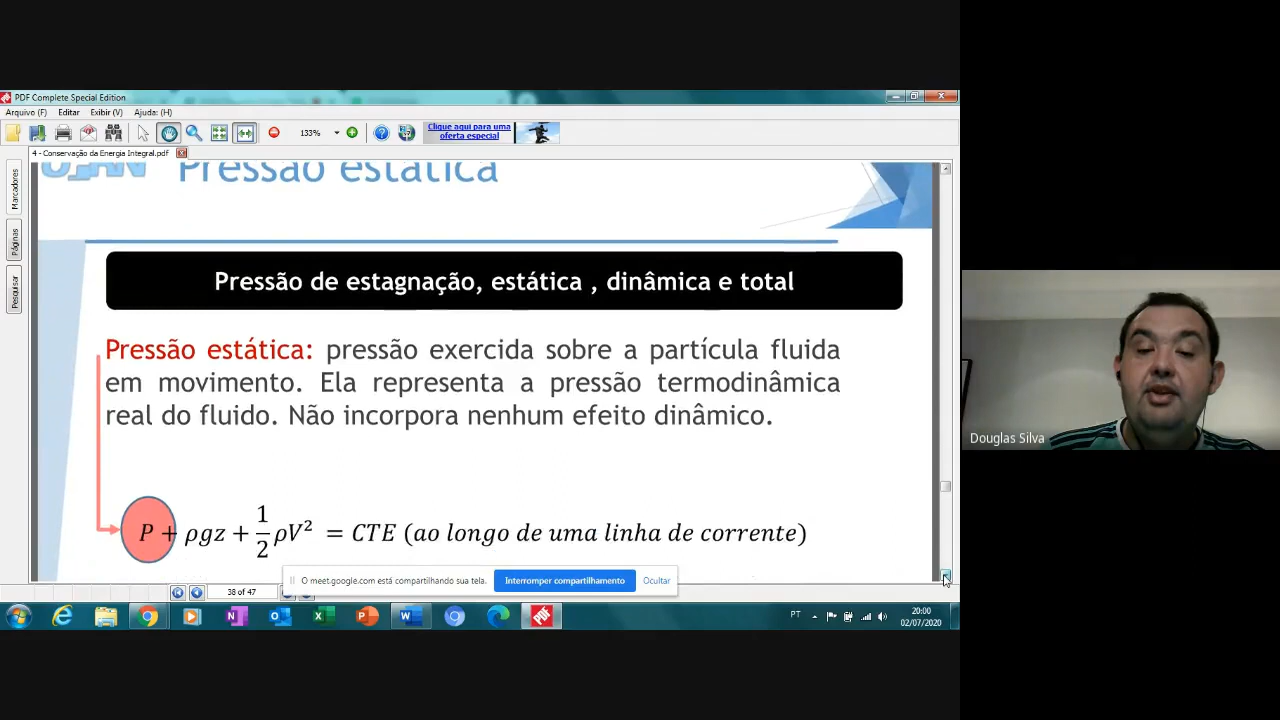 PDF Complete Special Edition
Arquivo (F) Editar Exibir (V) Ajuda: (H)
133%
Clique aqui para uma
oferta especial
4 - Conservação da Energia Integral.pdf
Marcadores
Páginas
Pesquisar
Pressão estática
Pressão de estagnação, estática , dinâmica e total
Pressão estática: pressão exercida sobre a partícula fluida
em movimento. Ela representa a pressão termodinâmica
real do fluido. Não incorpora nenhum efeito dinâmico.
P + ρgz + 1/2 ρV² = CTE (ao longo de uma linha de corrente)
O meet.google.com está compartilhando sua tela. Interromper compartilhamento Ocultar
38 of 47
PT 20:00
02/07/2020
Douglas Silva